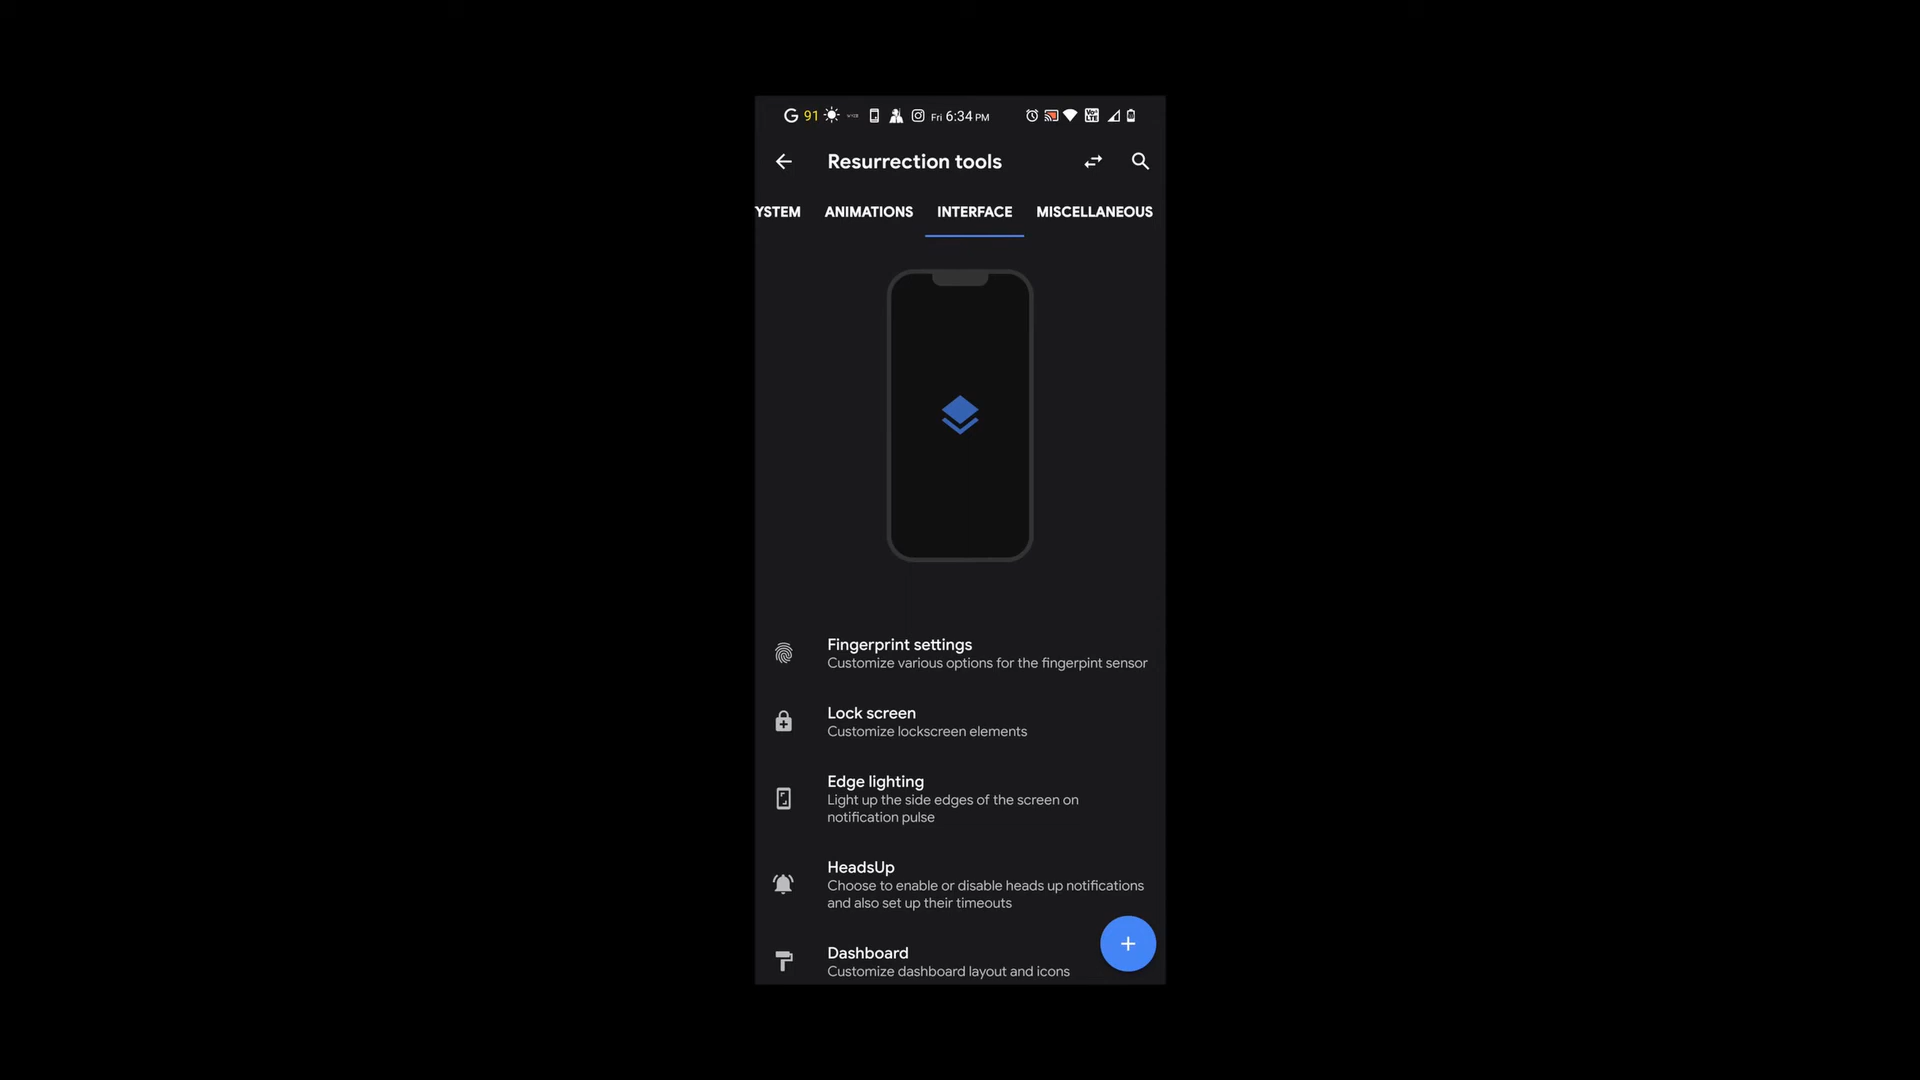 G 91 Fri 6:34 PM
Resurrection tools
YSTEM ANIMATIONS INTERFACE MISCELLANEOUS
Fingerprint settings
Customize various options for the fingerpint sensor
Lock screen
Customize lockscreen elements
Edge lighting
Light up the side edges of the screen on
notification pulse
HeadsUp
Choose to enable or disable heads up notifications
and also set up their timeouts
Dashboard
Customize dashboard layout and icons